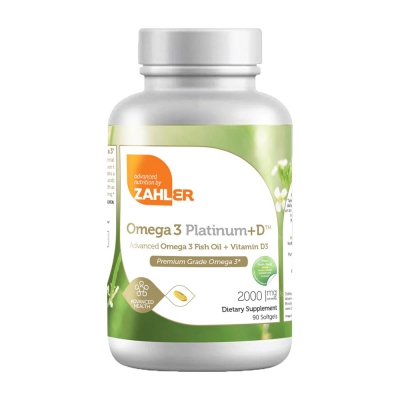 advanced
nutrition by
ZAHLER
Omega 3 Platinum+D™
Advanced Omega 3 Fish Oil + Vitamin D3
Premium Grade Omega 3*
2000 mg
ADVANCED
HEALTH
Dietary Supplement
90 Softgels